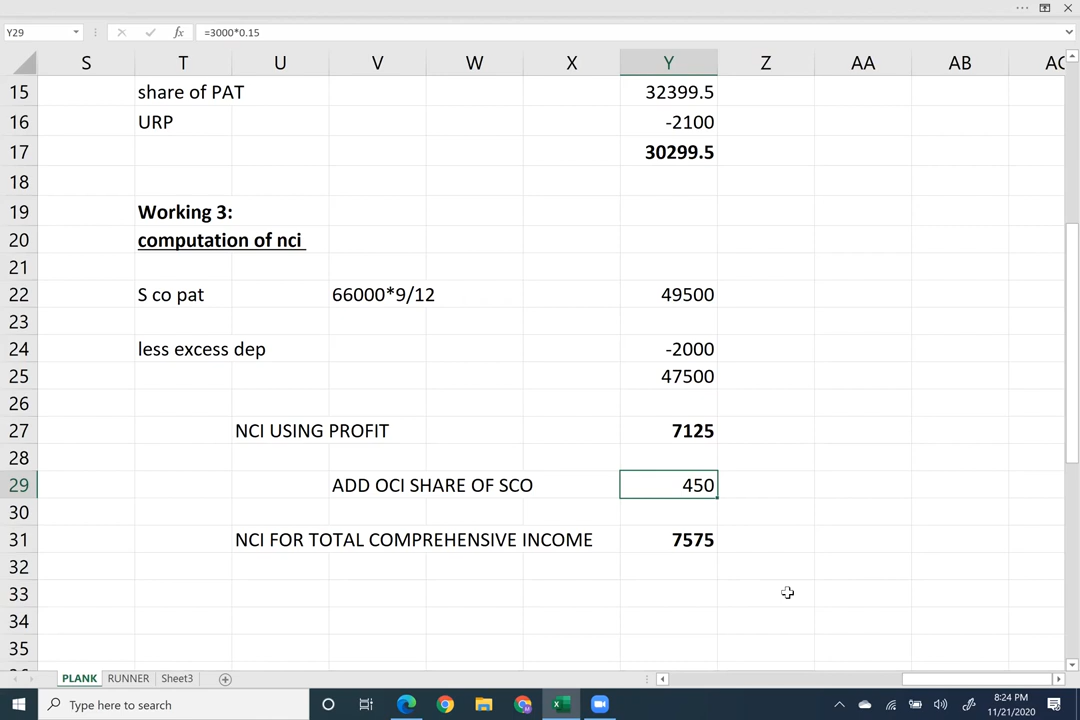 Y29 fx =3000*0.15
S T U V W X Y Z AA AB AC
15 share of PAT 32399.5
16 URP -2100
17 30299.5
18
19 Working 3:
20 computation of nci
21
22 S co pat 66000*9/12 49500
23
24 less excess dep -2000
25 47500
26
27 NCI USING PROFIT 7125
28
29 ADD OCI SHARE OF SCO 450
30
31 NCI FOR TOTAL COMPREHENSIVE INCOME 7575
32
33
34
35
PLANK RUNNER Sheet3
Type here to search
8:24 PM
11/21/2020